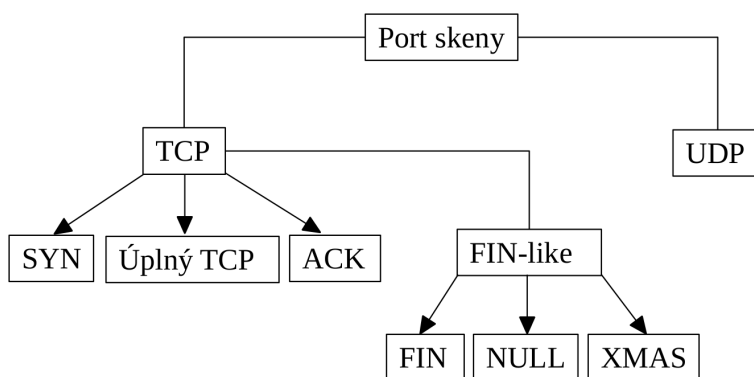 Port skeny
TCP
UDP
SYN
Úplný TCP
ACK
FIN-like
FIN
NULL
XMAS